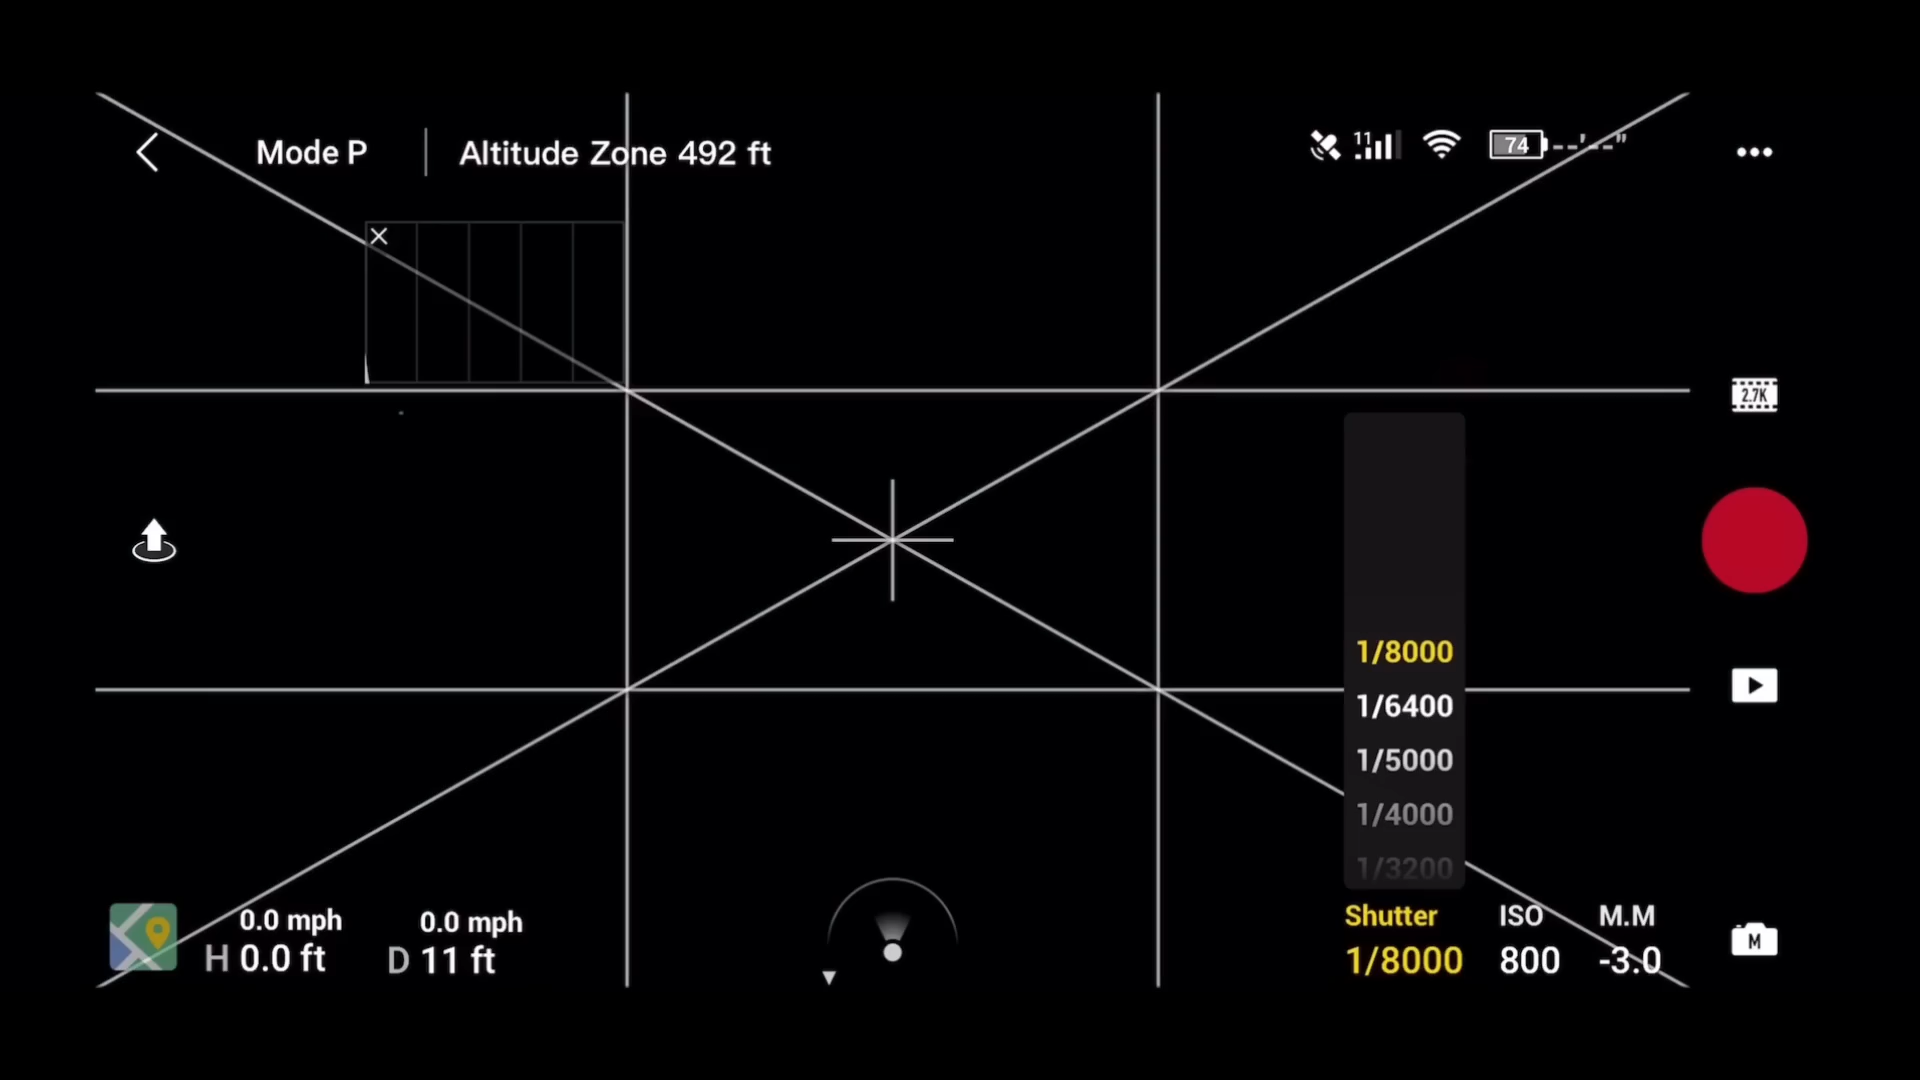 Mode P
Altitude Zone 492 ft
11
74
--'--"
2.7K
1/8000
1/6400
1/5000
1/4000
1/3200
0.0 mph
0.0 mph
H 0.0 ft
D 11 ft
Shutter
ISO
M.M
1/8000
800
-3.0
M